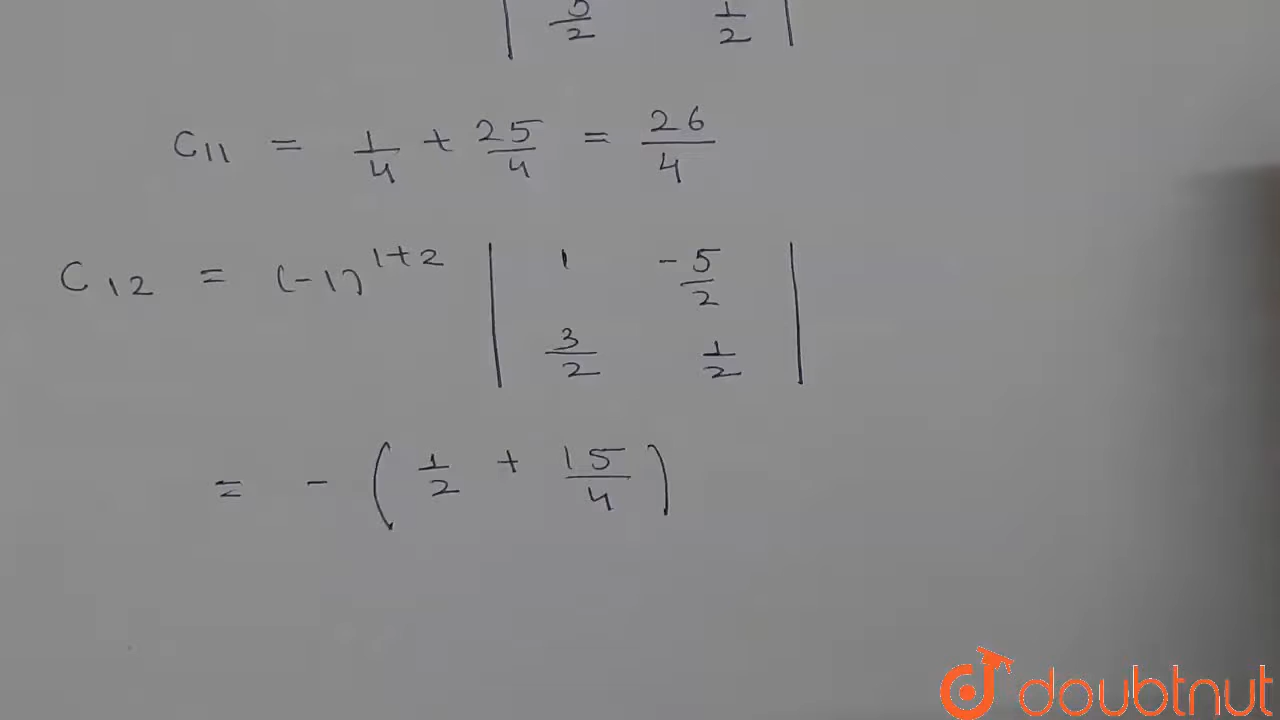 | 5/2 1/2 |
C11 = 1/4 + 25/4 = 26/4
C12 = (-1)^1+2 | 1 -5/2 |
| 3/2 1/2 |
= - ( 1/2 + 15/4 )
doubtnut